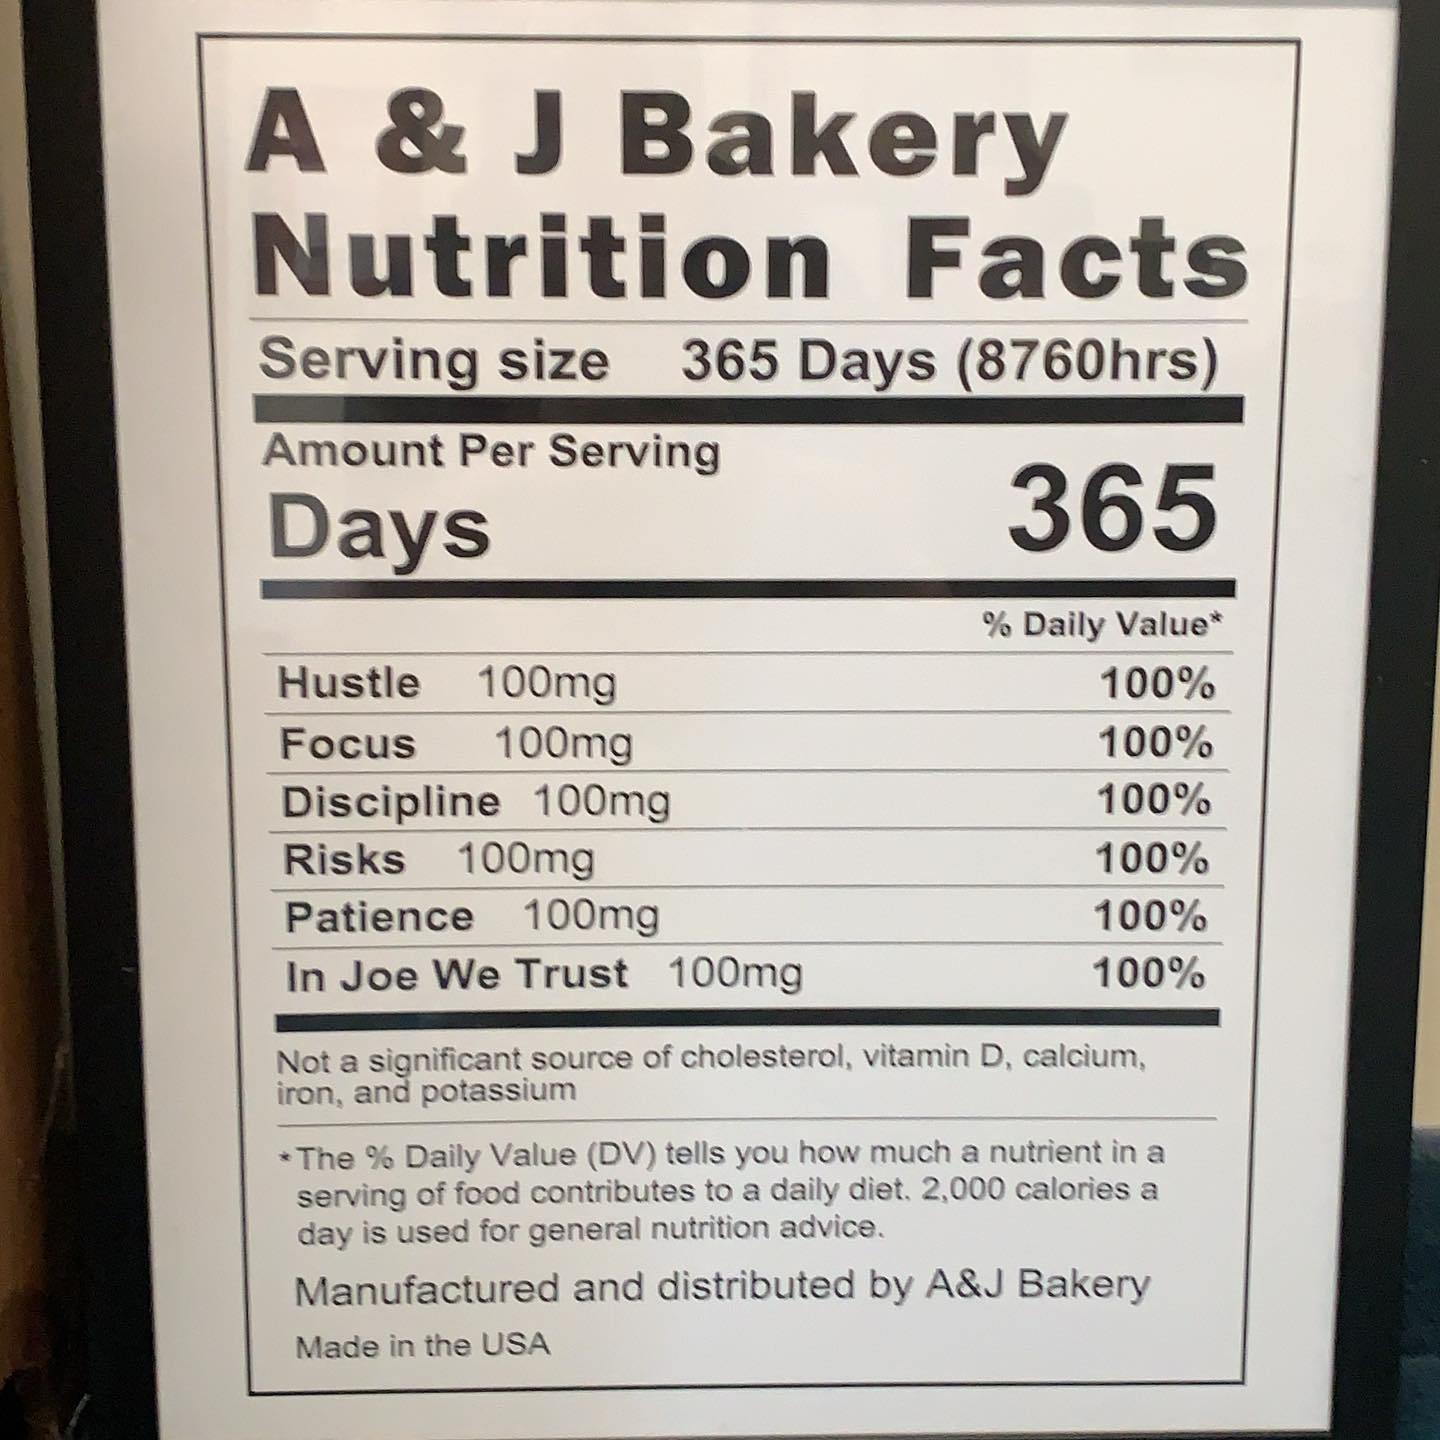 A & J Bakery
Nutrition Facts
Serving size 365 Days (8760hrs)
Amount Per Serving
Days 365
% Daily Value*
Hustle 100mg 100%
Focus 100mg 100%
Discipline 100mg 100%
Risks 100mg 100%
Patience 100mg 100%
In Joe We Trust 100mg 100%
Not a significant source of cholesterol, vitamin D, calcium,
iron, and potassium
*The % Daily Value (DV) tells you how much a nutrient in a
serving of food contributes to a daily diet. 2,000 calories a
day is used for general nutrition advice.
Manufactured and distributed by A&J Bakery
Made in the USA